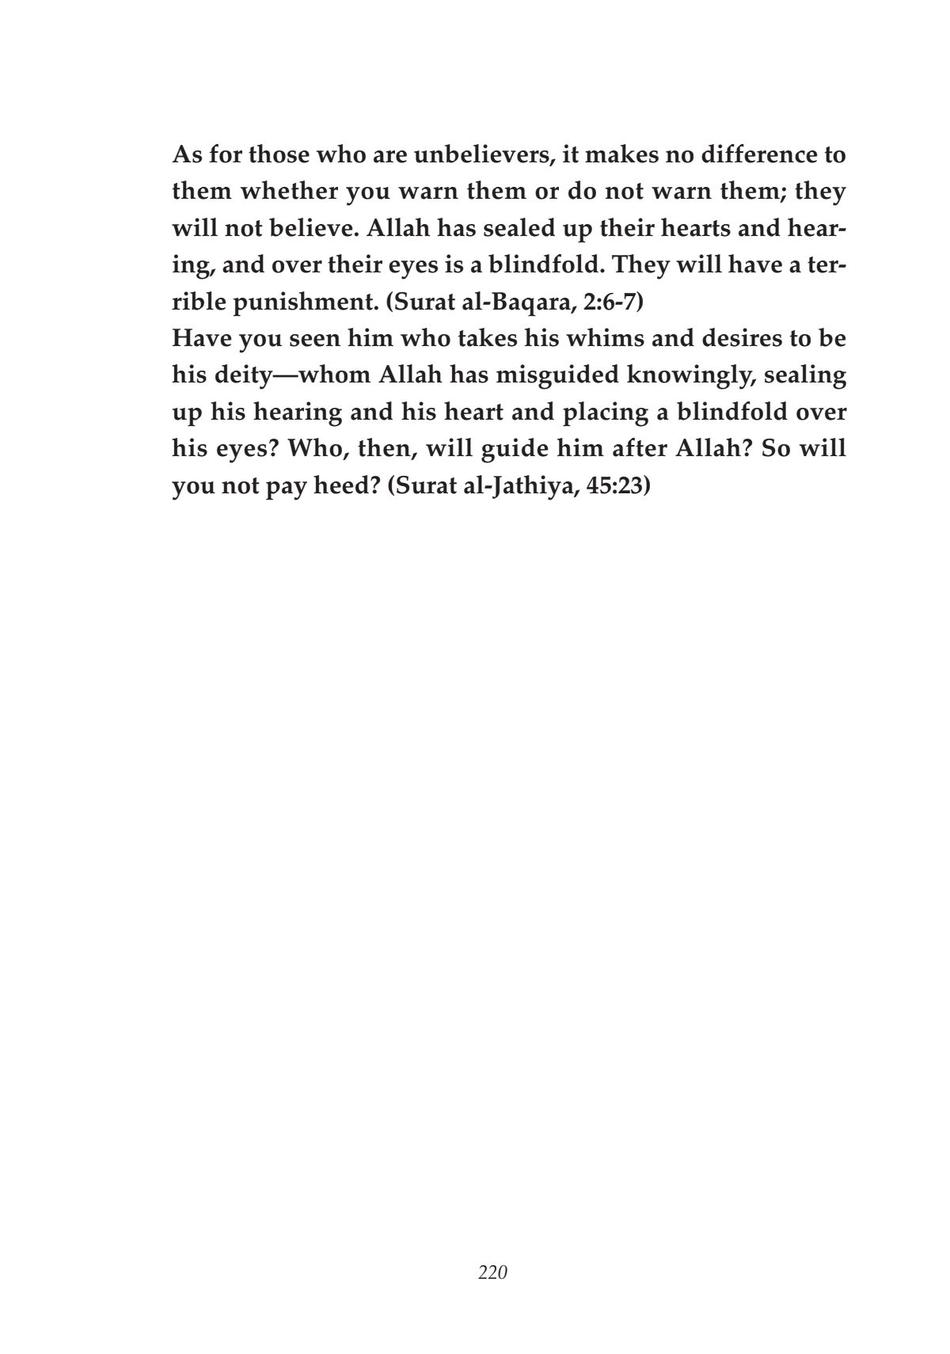 As for those who are unbelievers, it makes no difference to
them whether you warn them or do not warn them; they
will not believe. Allah has sealed up their hearts and hear-
ing, and over their eyes is a blindfold. They will have a ter-
rible punishment. (Surat al-Baqara, 2:6-7)
Have you seen him who takes his whims and desires to be
his deity—whom Allah has misguided knowingly, sealing
up his hearing and his heart and placing a blindfold over
his eyes? Who, then, will guide him after Allah? So will
you not pay heed? (Surat al-Jathiya, 45:23)
220